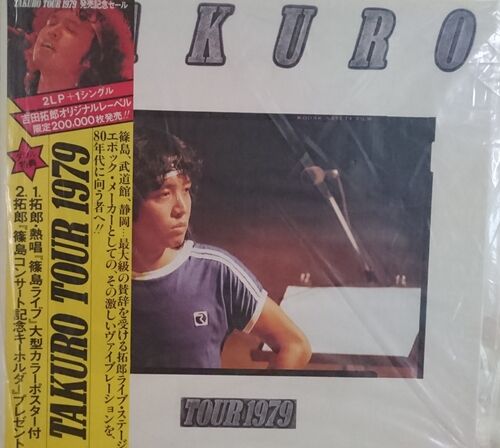 TAKURO TOUR 1979 発売記念セール
2LP+1シングル
吉田拓郎オリジナルレーベル
限定200,000枚発売!!
KURO
KODAK SAFETY FILM
篠島、武道館、静岡…最大級の賛辞を受ける拓郎ライブ・ステージ
エポック・メーカーとしての、その激しいヴァイブレーションを、
80年代に向う者へ!!
TAKURO TOUR 1979
1.拓郎熱唱『篠島ライブ』大型カラーポスター付
2.拓郎『篠島コンサート記念キーホルダー』プレゼント
TOUR 1979